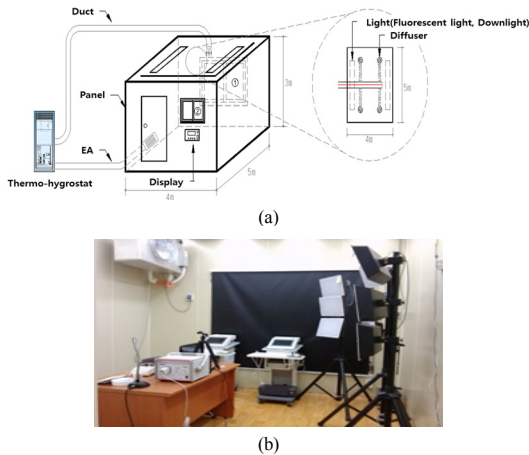 Duct
Light(Fluorescent light, Downlight)
Diffuser
3m
①
Panel
②
5m
4m
EA
5m
Thermo-hygrostat
Display
4m
(a)
(b)